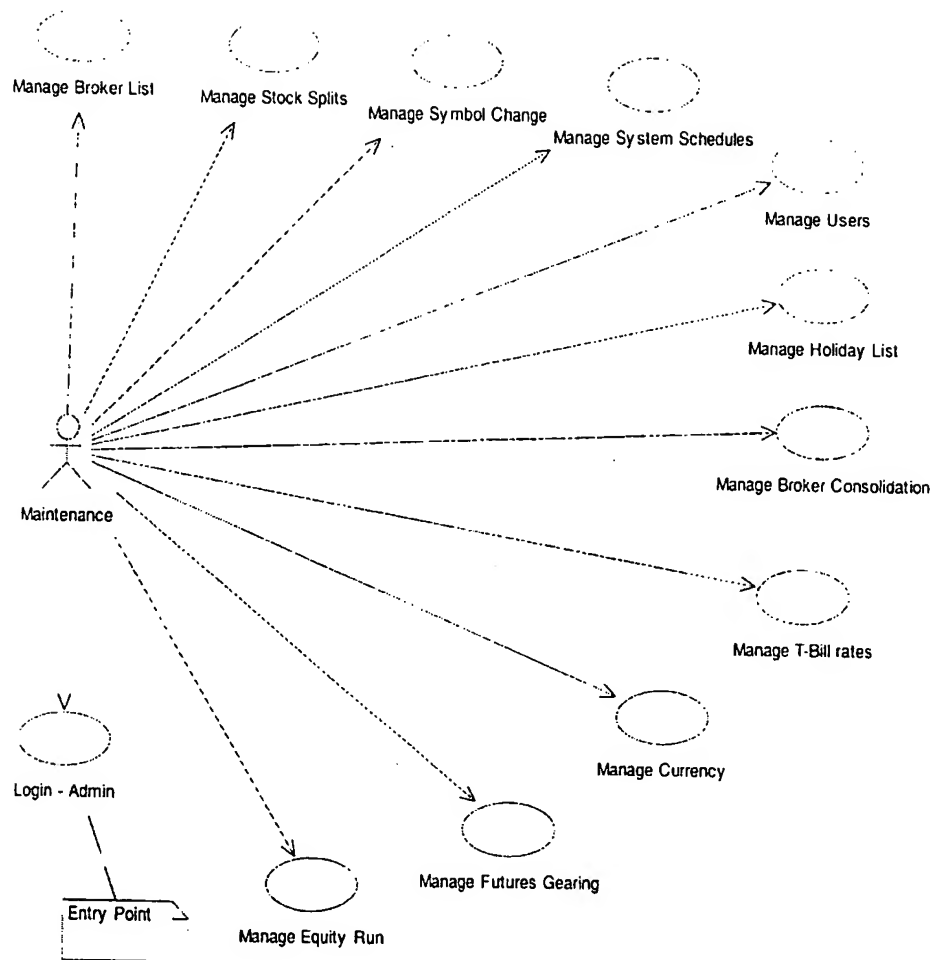 Manage Broker List
Manage Stock Splits
Manage Symbol Change
Manage System Schedules
Manage Users
Manage Holiday List
Manage Broker Consolidation
Maintenance
Manage T-Bill rates
Manage Currency
Login - Admin
Manage Futures Gearing
Entry Point
Manage Equity Run